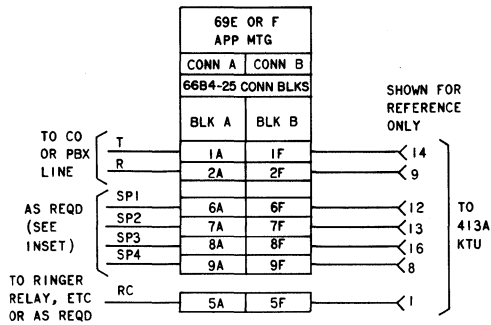 69E OR F
APP MTG
CONN A CONN B
66B4-25 CONN BLKS
BLK A BLK B
SHOWN FOR
REFERENCE
ONLY
TO CO
OR PBX
LINE
T 1A 1F 14
R 2A 2F 9
AS REQD
(SEE
INSET)
SP1 6A 6F 12
SP2 7A 7F 13
SP3 8A 8F 16
SP4 9A 9F 8
TO
413A
KTU
TO RINGER
RELAY, ETC
OR AS REQD
RC 5A 5F 1